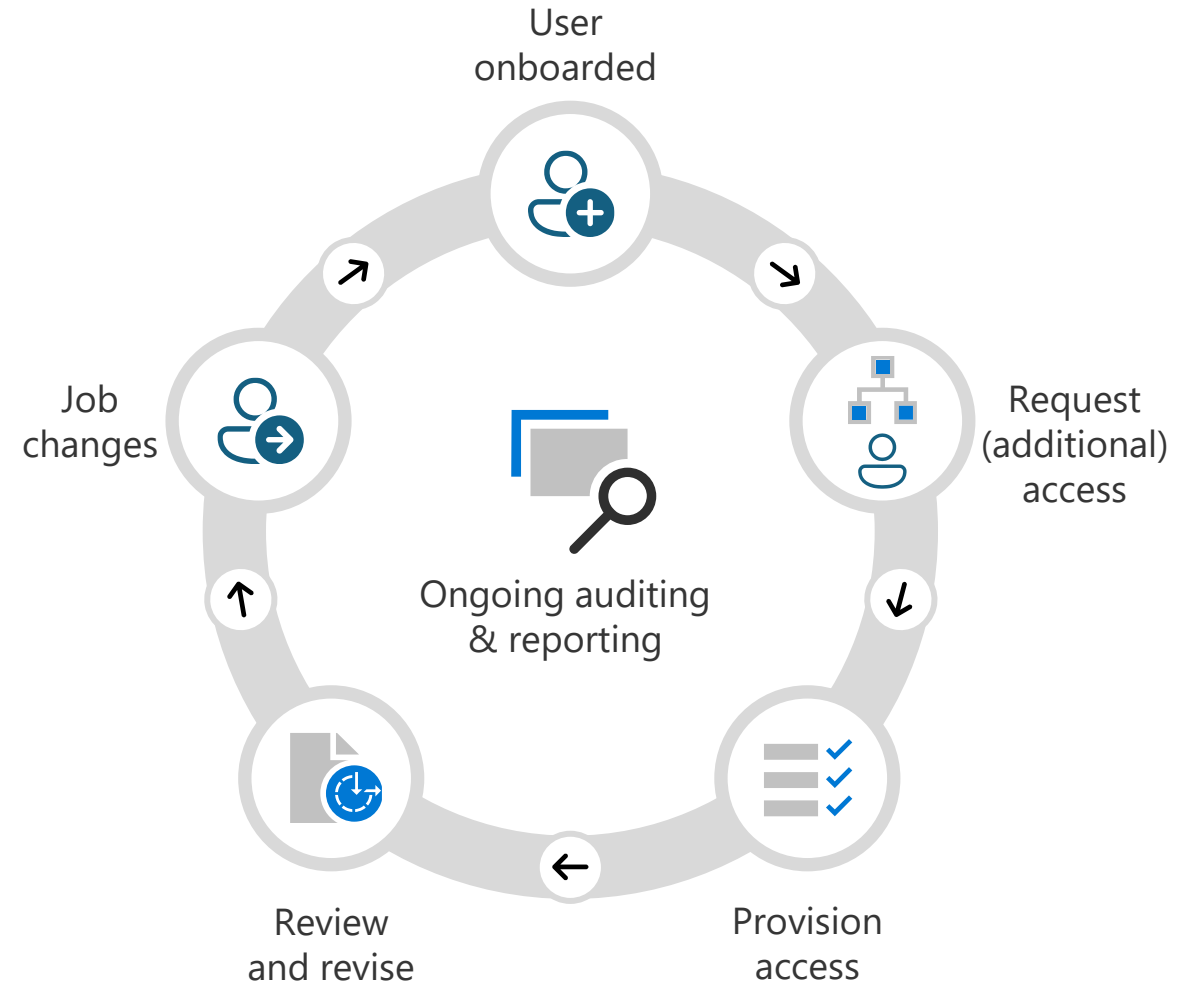 User
onboarded
Request
(additional)
access
Provision
access
Review
and revise
Job
changes
Ongoing auditing
& reporting